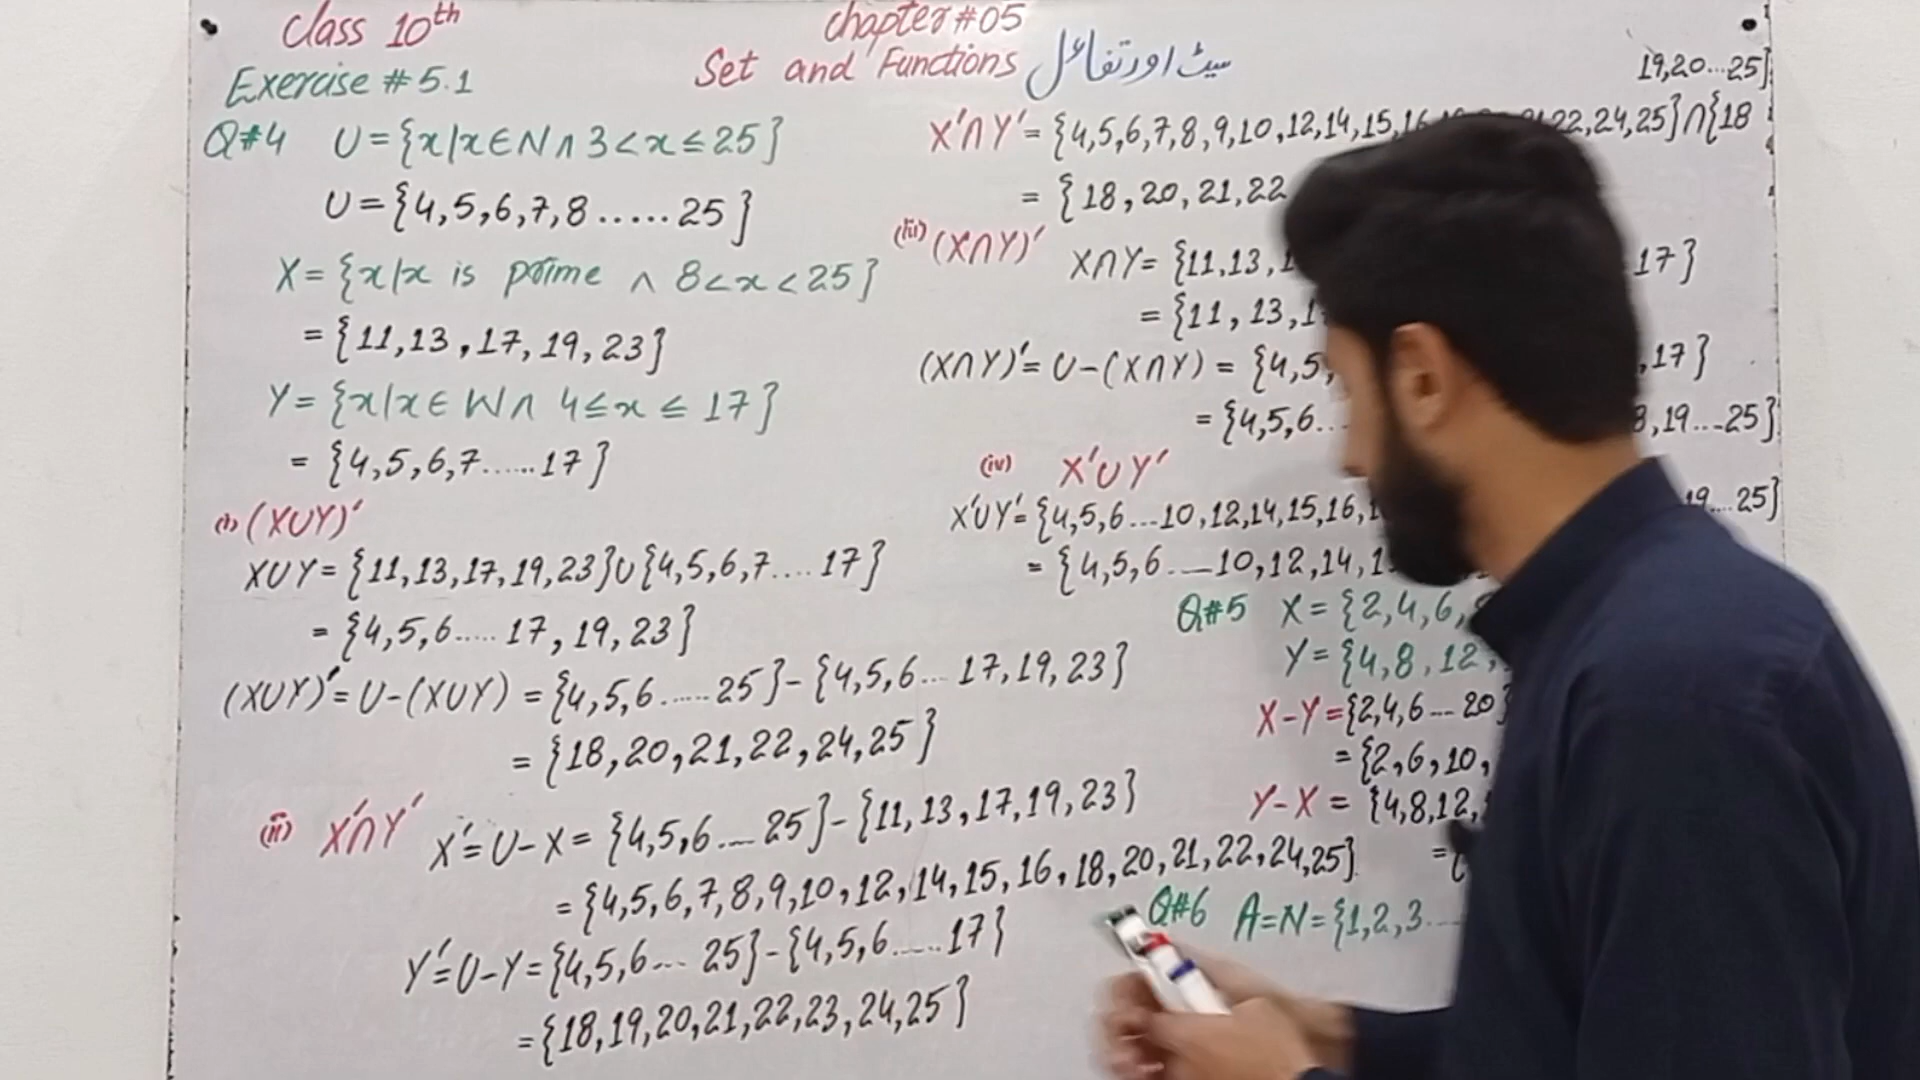 Class 10th
Chapter #05
Exercise #5.1
Set and Functions سیٹ اور تفاعل
Q#4 U={x|x∈N∧3<x≤25}
U={4,5,6,7,8.....25}
X={x|x is prime ∧ 8<x<25}
={11,13,17,19,23}
Y={x|x∈W∧ 4≤x≤17}
={4,5,6,7......17}
(i) (X∪Y)'
X∪Y={11,13,17,19,23}∪{4,5,6,7....17}
={4,5,6.....17,19,23}
(X∪Y)'=U-(X∪Y)={4,5,6......25}-{4,5,6...17,19,23}
={18,20,21,22,24,25}
(ii) X'∩Y' X'=U-X={4,5,6....25}-{11,13,17,19,23}
={4,5,6,7,8,9,10,12,14,15,16,18,20,21,22,24,25}
Y'=U-Y={4,5,6...25}-{4,5,6.....17}
={18,19,20,21,22,23,24,25}
19,20...25}
X'∩Y'={4,5,6,7,8,9,10,12,14,15,16 22,24,25}∩{18
={18,20,21,22
(iii) (X∩Y)' X∩Y={11,13, 17}
={11,13,
(X∩Y)'=U-(X∩Y)={4,5, ,17}
={4,5,6... ,19...25}
(iv) X'∪Y'
X'∪Y'={4,5,6...10,12,14,15,16, 19...25}
={4,5,6....10,12,14,
Q#5 X={2,4,6,
Y={4,8,12,
X-Y={2,4,6...20}
={2,6,10,
Y-X={4,8,12,
={
Q#6 A=N={1,2,3...